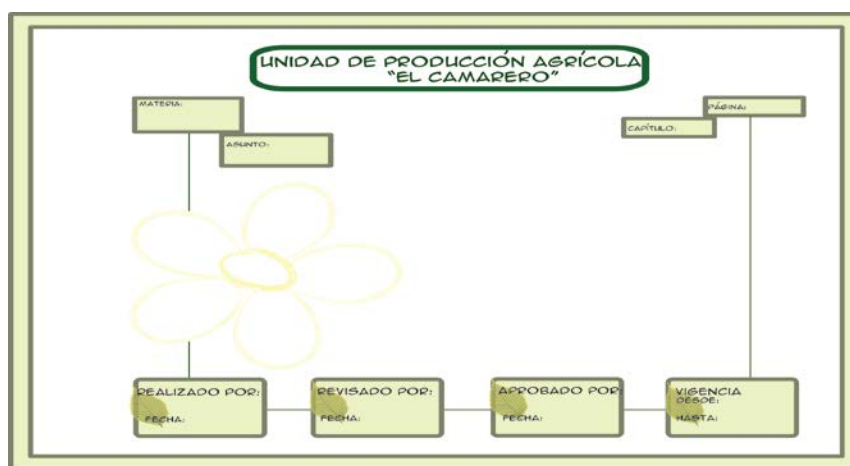 UNIDAD DE PRODUCCIÓN AGRÍCOLA
"EL CAMARERO"
MATERIA:
PÁGINA:
CAPÍTULO:
ASUNTO:
REALIZADO POR:
FECHA:
REVISADO POR:
FECHA:
APROBADO POR:
FECHA:
VIGENCIA
DESDE:
HASTA: